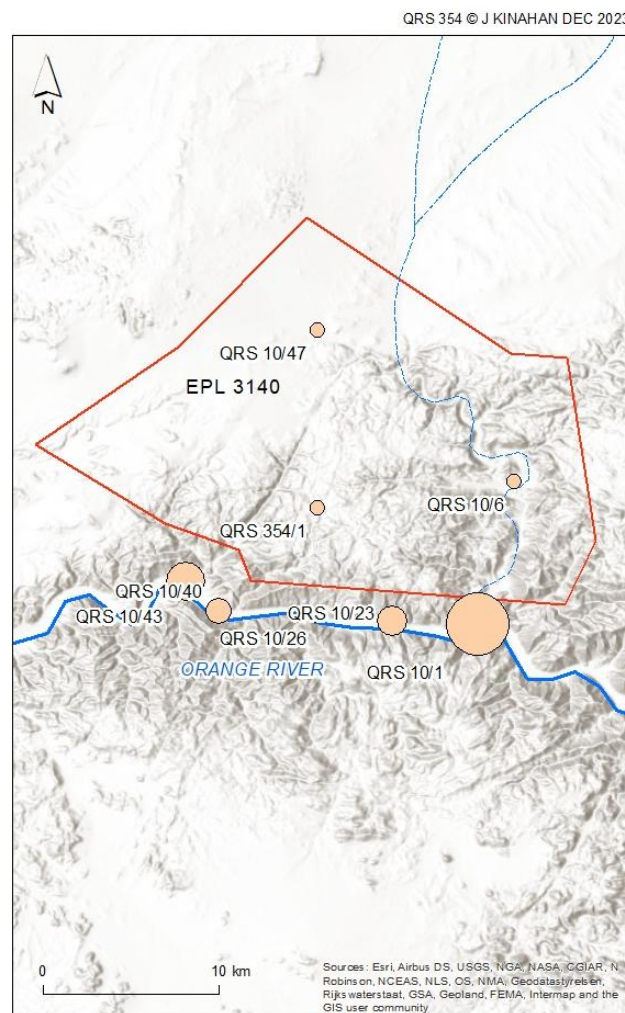 QRS 354 © J KINAHAN DEC 2023
N
QRS 10/47
EPL 3140
QRS 10/6
QRS 354/1
QRS 10/40
QRS 10/43
QRS 10/23
QRS 10/26
ORANGE RIVER
QRS 10/1
0 10 km
Sources: Esri, Airbus DS, USGS, NGA, NASA, CGIAR, N
Robinson, NCEAS, NLS, OS, NMA, Geodatastyrelsen,
Rijkswaterstaat, GSA, Geoland, FEMA, Intermap and the
GIS user community